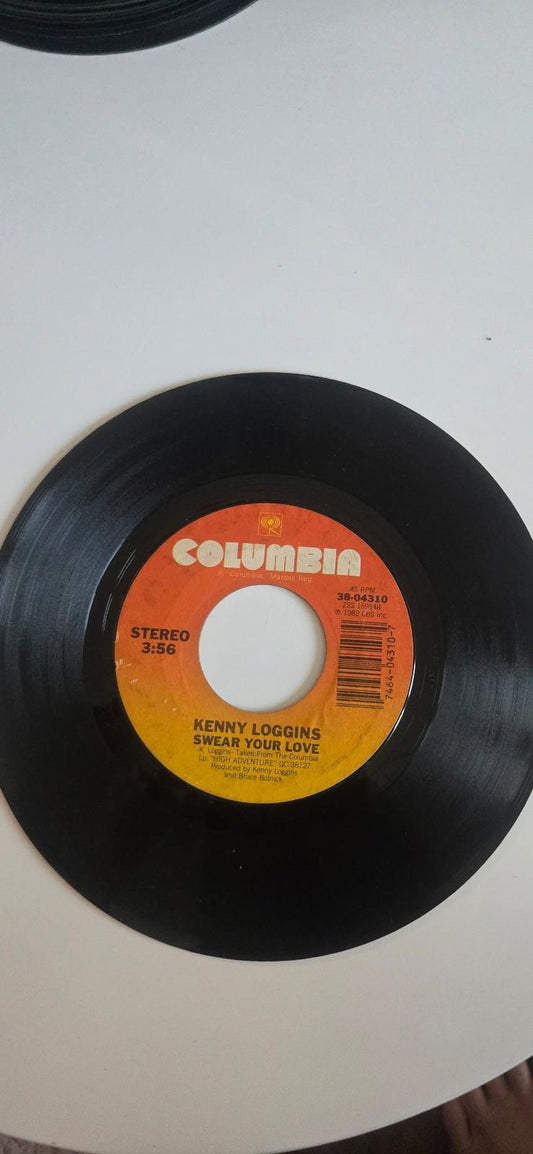 COLUMBIA
® "Columbia," Marcas Reg.
45 RPM
38-04310
ZSS 169648
℗ 1982 CBS Inc.
STEREO
3:56
7464-04310-7
KENNY LOGGINS
SWEAR YOUR LOVE
-K. Loggins- Taken From The Columbia
Lp. "HIGH ADVENTURE" QC 38127
Produced by Kenny Loggins
and Bruce Botnick